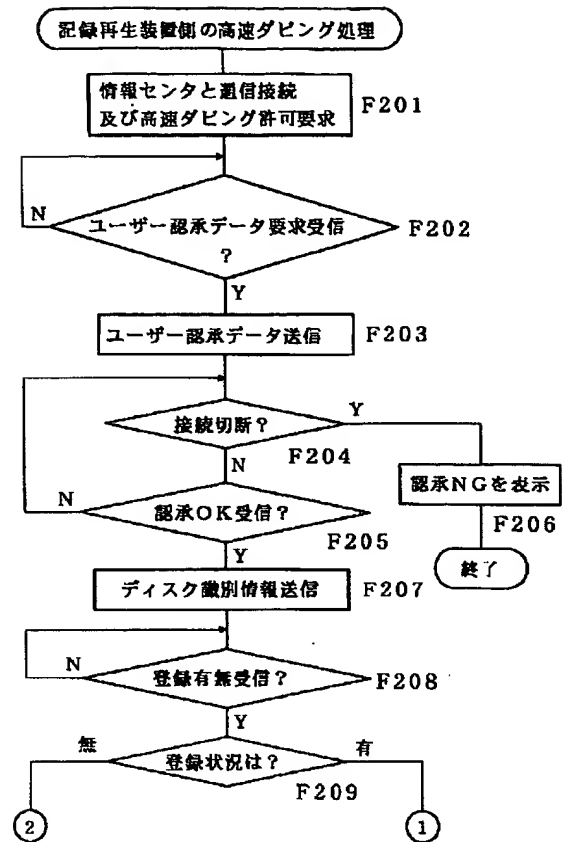 記録再生装置側の高速ダビング処理
情報センタと通信接続
及び高速ダビング許可要求
F201
N
ユーザー認承データ要求受信
?
F202
Y
ユーザー認承データ送信
F203
接続切断?
Y
F204
N
認承NGを表示
F206
N
認承OK受信?
F205
終了
Y
ディスク識別情報送信
F207
N
登録有無受信?
F208
Y
無
登録状況は?
有
F209
2
1